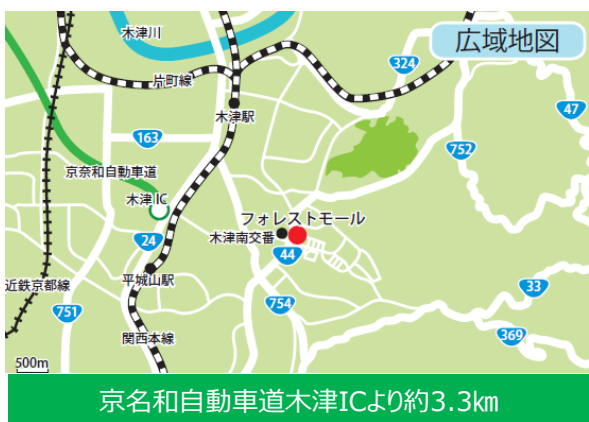 広域地図
木津川
片町線
324
47
木津駅
163
752
京奈和自動車道
木津IC
フォレストモール
木津南交番
24
44
平城山駅
近鉄京都線
33
751
754
関西本線
369
500m
京名和自動車道木津ICより約3.3㎞